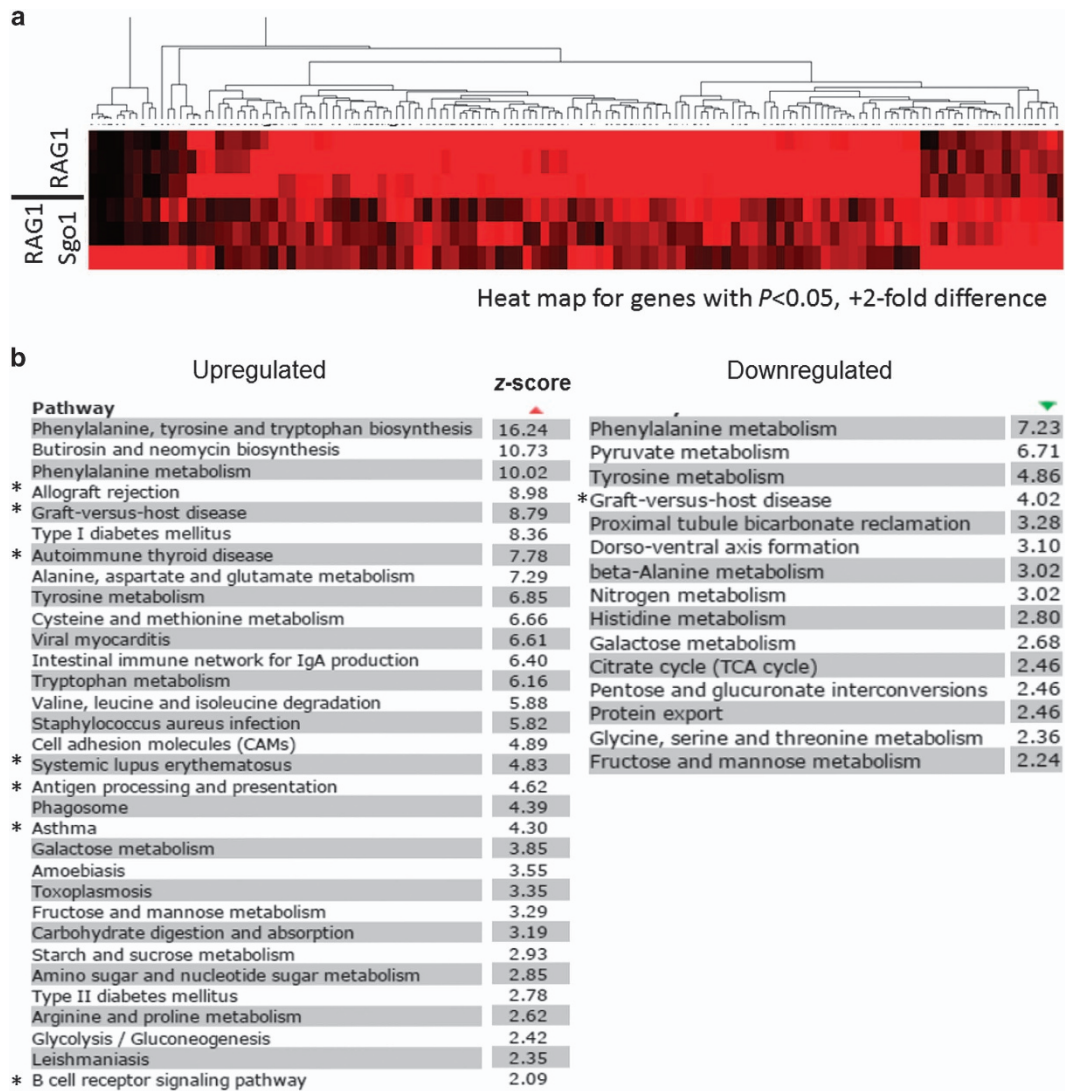 a
RAG1
RAG1
Sgo1
Heat map for genes with P<0.05, +2-fold difference
b
Upregulated
z-score
Pathway
Phenylalanine, tyrosine and tryptophan biosynthesis 16.24
Butirosin and neomycin biosynthesis 10.73
Phenylalanine metabolism 10.02
* Allograft rejection 8.98
* Graft-versus-host disease 8.79
Type I diabetes mellitus 8.36
* Autoimmune thyroid disease 7.78
Alanine, aspartate and glutamate metabolism 7.29
Tyrosine metabolism 6.85
Cysteine and methionine metabolism 6.66
Viral myocarditis 6.61
Intestinal immune network for IgA production 6.40
Tryptophan metabolism 6.16
Valine, leucine and isoleucine degradation 5.88
Staphylococcus aureus infection 5.82
Cell adhesion molecules (CAMs) 4.89
* Systemic lupus erythematosus 4.83
* Antigen processing and presentation 4.62
Phagosome 4.39
* Asthma 4.30
Galactose metabolism 3.85
Amoebiasis 3.55
Toxoplasmosis 3.35
Fructose and mannose metabolism 3.29
Carbohydrate digestion and absorption 3.19
Starch and sucrose metabolism 2.93
Amino sugar and nucleotide sugar metabolism 2.85
Type II diabetes mellitus 2.78
Arginine and proline metabolism 2.62
Glycolysis / Gluconeogenesis 2.42
Leishmaniasis 2.35
* B cell receptor signaling pathway 2.09
Downregulated
Phenylalanine metabolism 7.23
Pyruvate metabolism 6.71
Tyrosine metabolism 4.86
*Graft-versus-host disease 4.02
Proximal tubule bicarbonate reclamation 3.28
Dorso-ventral axis formation 3.10
beta-Alanine metabolism 3.02
Nitrogen metabolism 3.02
Histidine metabolism 2.80
Galactose metabolism 2.68
Citrate cycle (TCA cycle) 2.46
Pentose and glucuronate interconversions 2.46
Protein export 2.46
Glycine, serine and threonine metabolism 2.36
Fructose and mannose metabolism 2.24